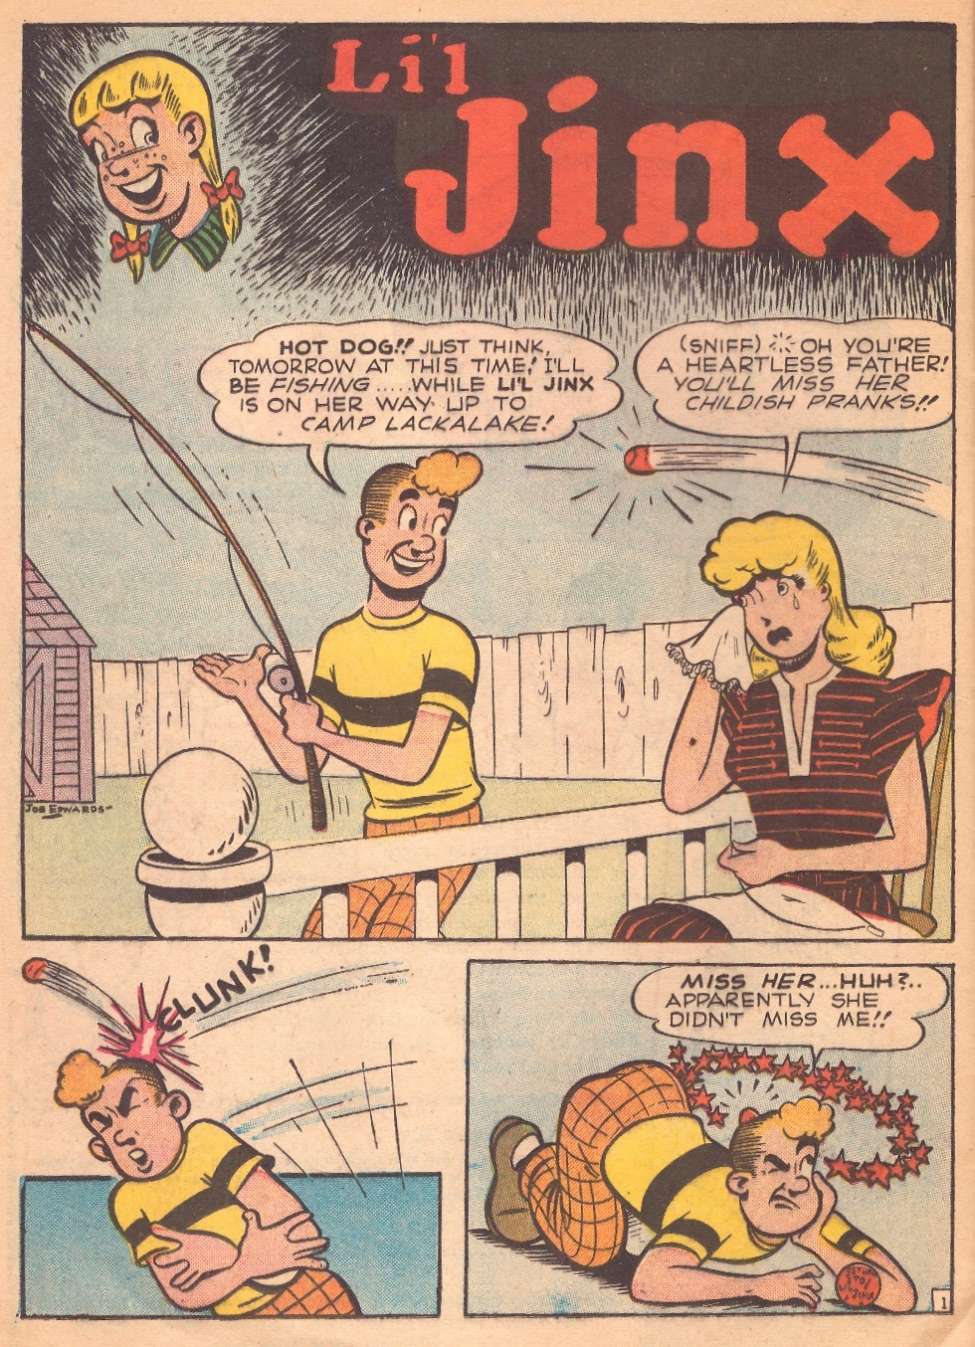 Li'l
Jinx
HOT DOG!! JUST THINK,
TOMORROW AT THIS TIME, I'LL
BE FISHING.....WHILE LI'L JINX
IS ON HER WAY UP TO
CAMP LACKALAKE!
(SNIFF) OH YOU'RE
A HEARTLESS FATHER!
YOU'LL MISS HER
CHILDISH PRANKS!!
JOE EDWARDS-
CLUNK!
MISS HER...HUH?..
APPARENTLY SHE
DIDN'T MISS ME!!
1